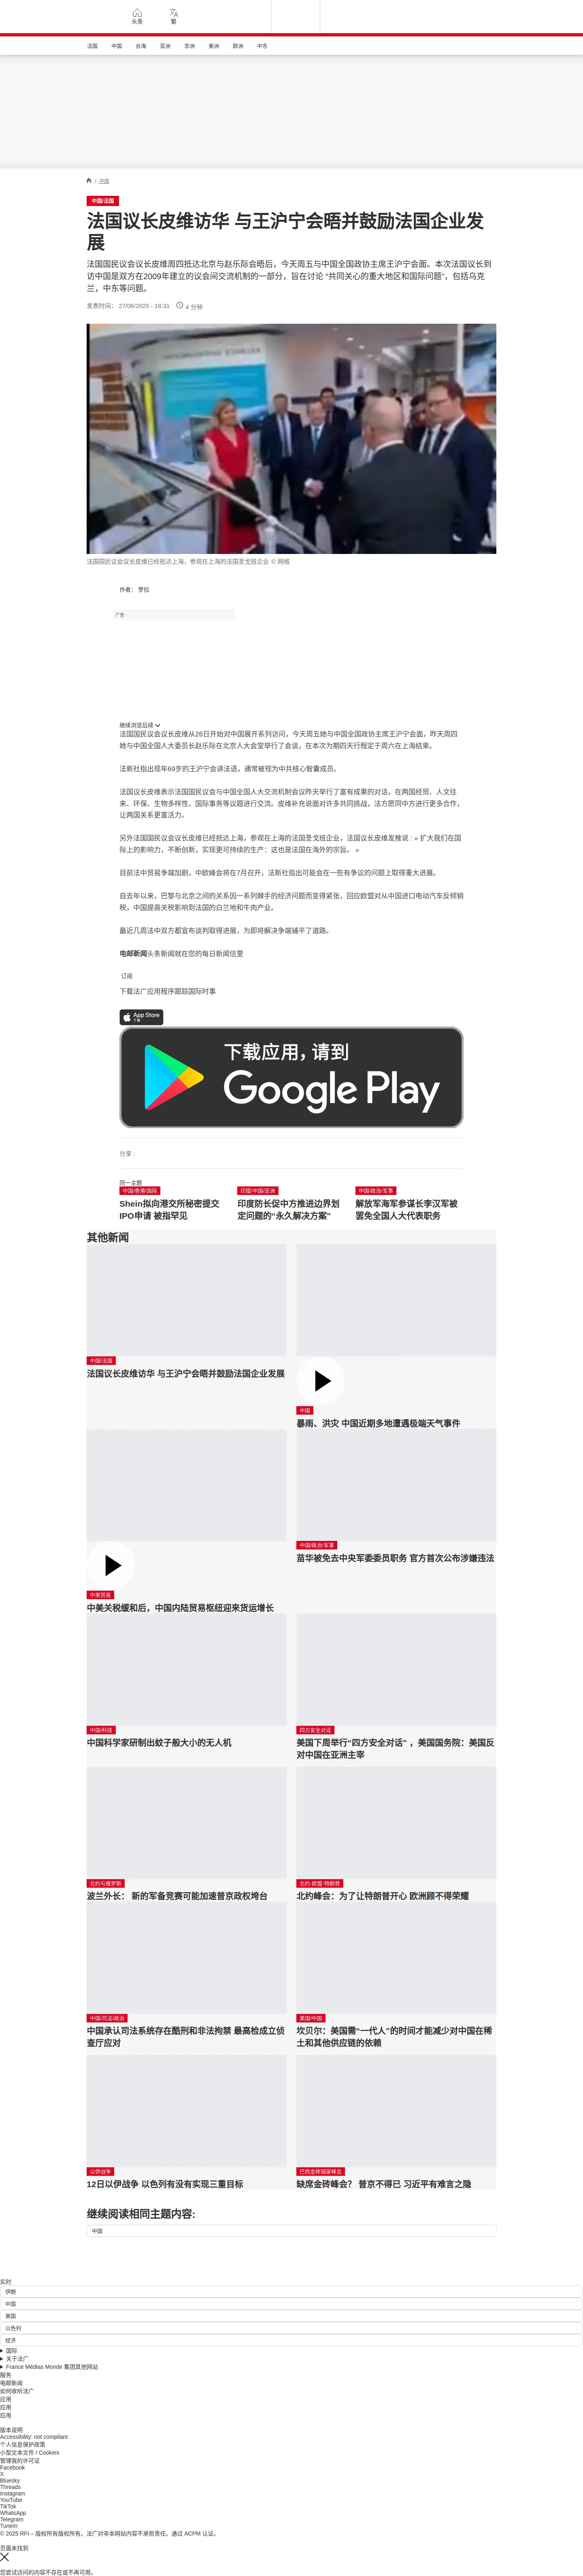 头条
繁
法国
中国
台海
亚洲
非洲
美洲
欧洲
中东
/ 中国
中国/法国
法国议长皮维访华 与王沪宁会晤并鼓励法国企业发
展
法国国民议会议长皮维周四抵达北京与赵乐际会晤后，今天周五与中国全国政协主席王沪宁会面。本次法国议长到
访中国是双方在2009年建立的议会间交流机制的一部分，旨在讨论 “共同关心的重大地区和国际问题”，包括乌克
兰，中东等问题。
发表时间： 27/06/2025 - 18:31 4 分钟
法国国民议会议长皮维已经抵达上海，参观在上海的法国圣戈班企业 © 网络
作者： 罗拉
广告
继续浏览后续
法国国民议会议长皮维从26日开始对中国展开系列访问，今天周五她与中国全国政协主席王沪宁会面，昨天周四
她与中国全国人大委员长赵乐际在北京人大会堂举行了会谈，在本次为期四天行程定于周六在上海结束。
法新社指出现年69岁的王沪宁会讲法语，通常被视为中共核心智囊成员。
法国议长皮维表示法国国民议会与中国全国人大交流机制会议昨天举行了富有成果的对话，在两国经贸、人文往
来、环保、生物多样性、国际事务等议题进行交流。皮维补充说面对许多共同挑战，法方愿同中方进行更多合作，
让两国关系更富活力。
另外法国国民议会议长皮维已经抵达上海，参观在上海的法国圣戈班企业，法国议长皮维发推说 : « 扩大我们在国
际上的影响力，不断创新，实现更可持续的生产：这也是法国在海外的宗旨。 »
目前法中贸易争端加剧，中欧峰会将在7月召开，法新社指出可能会在一些有争议的问题上取得重大进展。
自去年以来，巴黎与北京之间的关系因一系列棘手的经济问题而变得紧张，回应欧盟对从中国进口电动汽车反倾销
税，中国提高关税影响到法国的白兰地和牛肉产业。
最近几周法中双方都宣布谈判取得进展，为即将解决争端铺平了道路。
电邮新闻头条新闻就在您的每日新闻信里
订阅
下载法广应用程序跟踪国际时事
App Store
下载
下载应用，请到
Google Play
分享 :
同一主题
中国/香港/国际
Shein拟向港交所秘密提交
IPO申请 被指罕见
印度/中国/亚洲
印度防长促中方推进边界划
定问题的“永久解决方案”
中国/政治/军事
解放军海军参谋长李汉军被
罢免全国人大代表职务
其他新闻
中国/法国
法国议长皮维访华 与王沪宁会晤并鼓励法国企业发展
中国
暴雨、洪灾 中国近期多地遭遇极端天气事件
中美贸易
中美关税缓和后，中国内陆贸易枢纽迎来货运增长
中国/政治/军事
苗华被免去中央军委委员职务 官方首次公布涉嫌违法
中国/科技
中国科学家研制出蚊子般大小的无人机
四方安全对话
美国下周举行“四方安全对话” ，美国国务院：美国反
对中国在亚洲主宰
北约与俄罗斯
波兰外长： 新的军备竞赛可能加速普京政权垮台
北约·欧盟·特朗普
北约峰会：为了让特朗普开心 欧洲顾不得荣耀
中国/司法/政治
中国承认司法系统存在酷刑和非法拘禁 最高检成立侦
查厅应对
美国/中国
坎贝尔：美国需“一代人”的时间才能减少对中国在稀
土和其他供应链的依赖
以伊战争
12日以伊战争 以色列有没有实现三重目标
巴西金砖国家峰会
缺席金砖峰会？ 普京不得已 习近平有难言之隐
继续阅读相同主题内容:
中国
实时
伊朗
中国
美国
以色列
经济
国际
关于法广
France Médias Monde 集团其他网站
服务
电邮新闻
如何收听法广
应用
应用
应用
版本说明
Accessibility: not compliant
个人信息保护政策
小型文本文件 / Cookies
管理我的许可证
Facebook
X
Bluesky
Threads
Instagram
YouTube
TikTok
WhatsApp
Telegram
TuneIn
© 2025 RFI – 版权所有版权所有。法广对非本网站内容不承担责任。通过 ACPM 认证。
页面未找到
您尝试访问的内容不存在或不再可用。